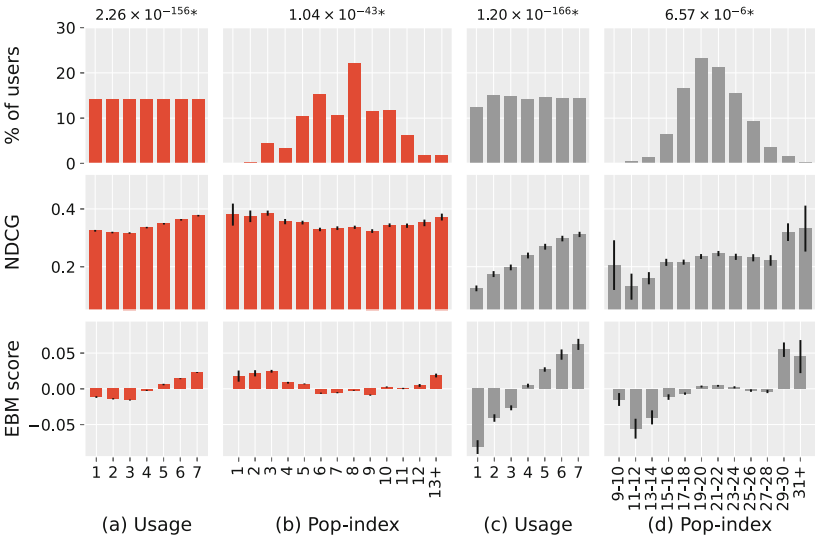 2.26 × 10⁻¹⁵⁶* 1.04 × 10⁻⁴³* 1.20 × 10⁻¹⁶⁶* 6.57 × 10⁻⁶*
% of users
30
20
10
0
NDCG
0.4
0.2
EBM score
0.05
0.00
−0.05
1 2 3 4 5 6 7
1 2 3 4 5 6 7 8 9 10 11 12 13+
1 2 3 4 5 6 7
9-10 11-12 13-14 15-16 17-18 19-20 21-22 23-24 25-26 27-28 29-30 31+
(a) Usage (b) Pop-index (c) Usage (d) Pop-index